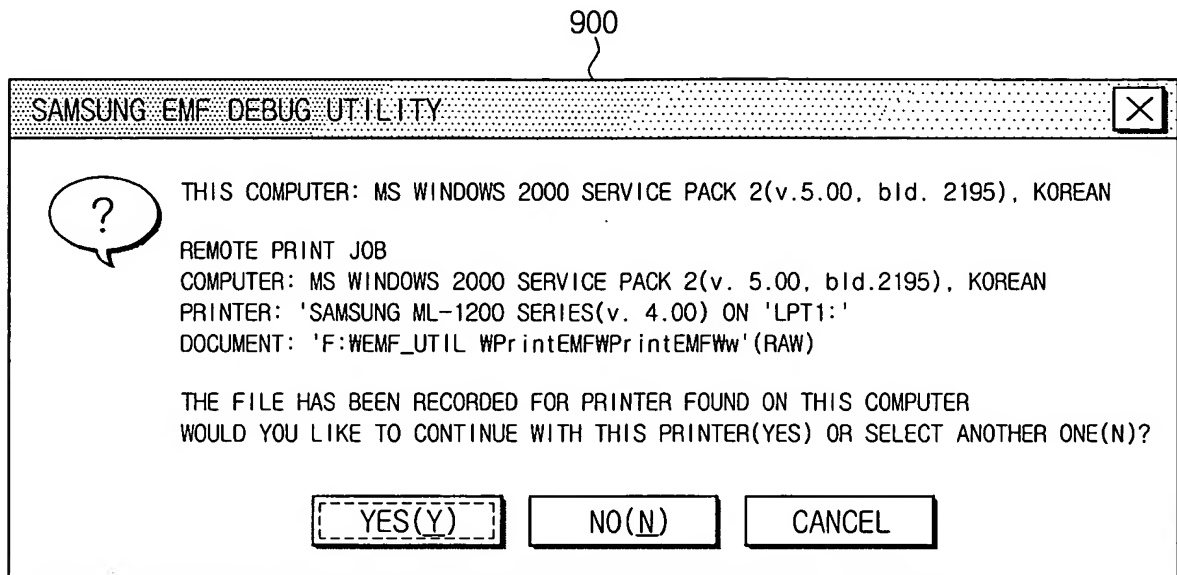 900
SAMSUNG EMF DEBUG UTILITY
?
THIS COMPUTER: MS WINDOWS 2000 SERVICE PACK 2(v.5.00, bld. 2195), KOREAN
REMOTE PRINT JOB
COMPUTER: MS WINDOWS 2000 SERVICE PACK 2(v. 5.00, bld.2195), KOREAN
PRINTER: 'SAMSUNG ML-1200 SERIES(v. 4.00) ON 'LPT1:'
DOCUMENT: 'F:₩EMF_UTIL ₩PrintEMF₩PrintEMF₩w'(RAW)
THE FILE HAS BEEN RECORDED FOR PRINTER FOUND ON THIS COMPUTER
WOULD YOU LIKE TO CONTINUE WITH THIS PRINTER(YES) OR SELECT ANOTHER ONE(N)?
YES(Y) NO(N) CANCEL